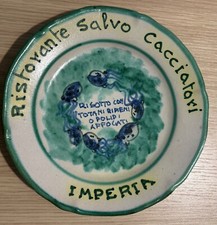 Ristorante Salvo Cacciatori
RISOTTO CON
TOTANI RIPIENI
O POLIPI
AFFOGATI
IMPERIA